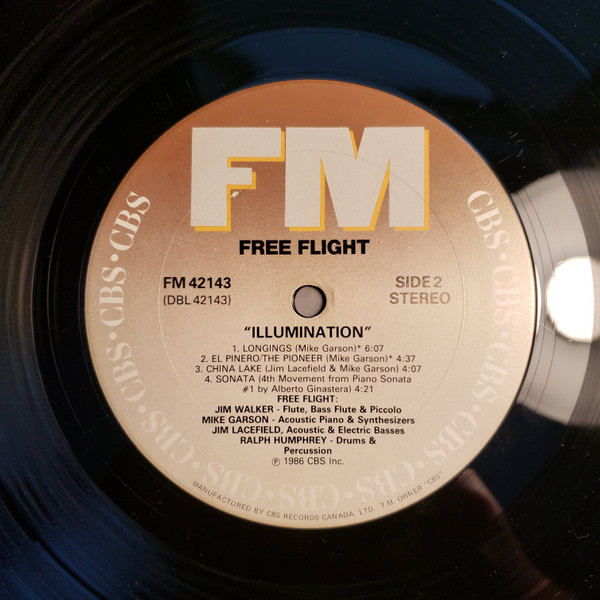 FM
FREE FLIGHT
FM 42143
(DBL 42143)
SIDE 2
STEREO
"ILLUMINATION"
1. LONGINGS (Mike Garson)* 6:07
2. EL PINERO/THE PIONEER (Mike Garson)* 4:37
3. CHINA LAKE (Jim Lacefield & Mike Garson) 4:07
4. SONATA (4th Movement from Piano Sonata
#1 by Alberto Ginastera) 4:21
FREE FLIGHT:
JIM WALKER - Flute, Bass Flute & Piccolo
MIKE GARSON - Acoustic Piano & Synthesizers
JIM LACEFIELD, Acoustic & Electric Basses
RALPH HUMPHREY - Drums &
Percussion
℗ 1986 CBS Inc.
MANUFACTURED BY CBS RECORDS CANADA, LTD. T.M. OWNER "CBS"
CBS • CBS • CBS • CBS • CBS • CBS • CBS • CBS • CBS • CBS